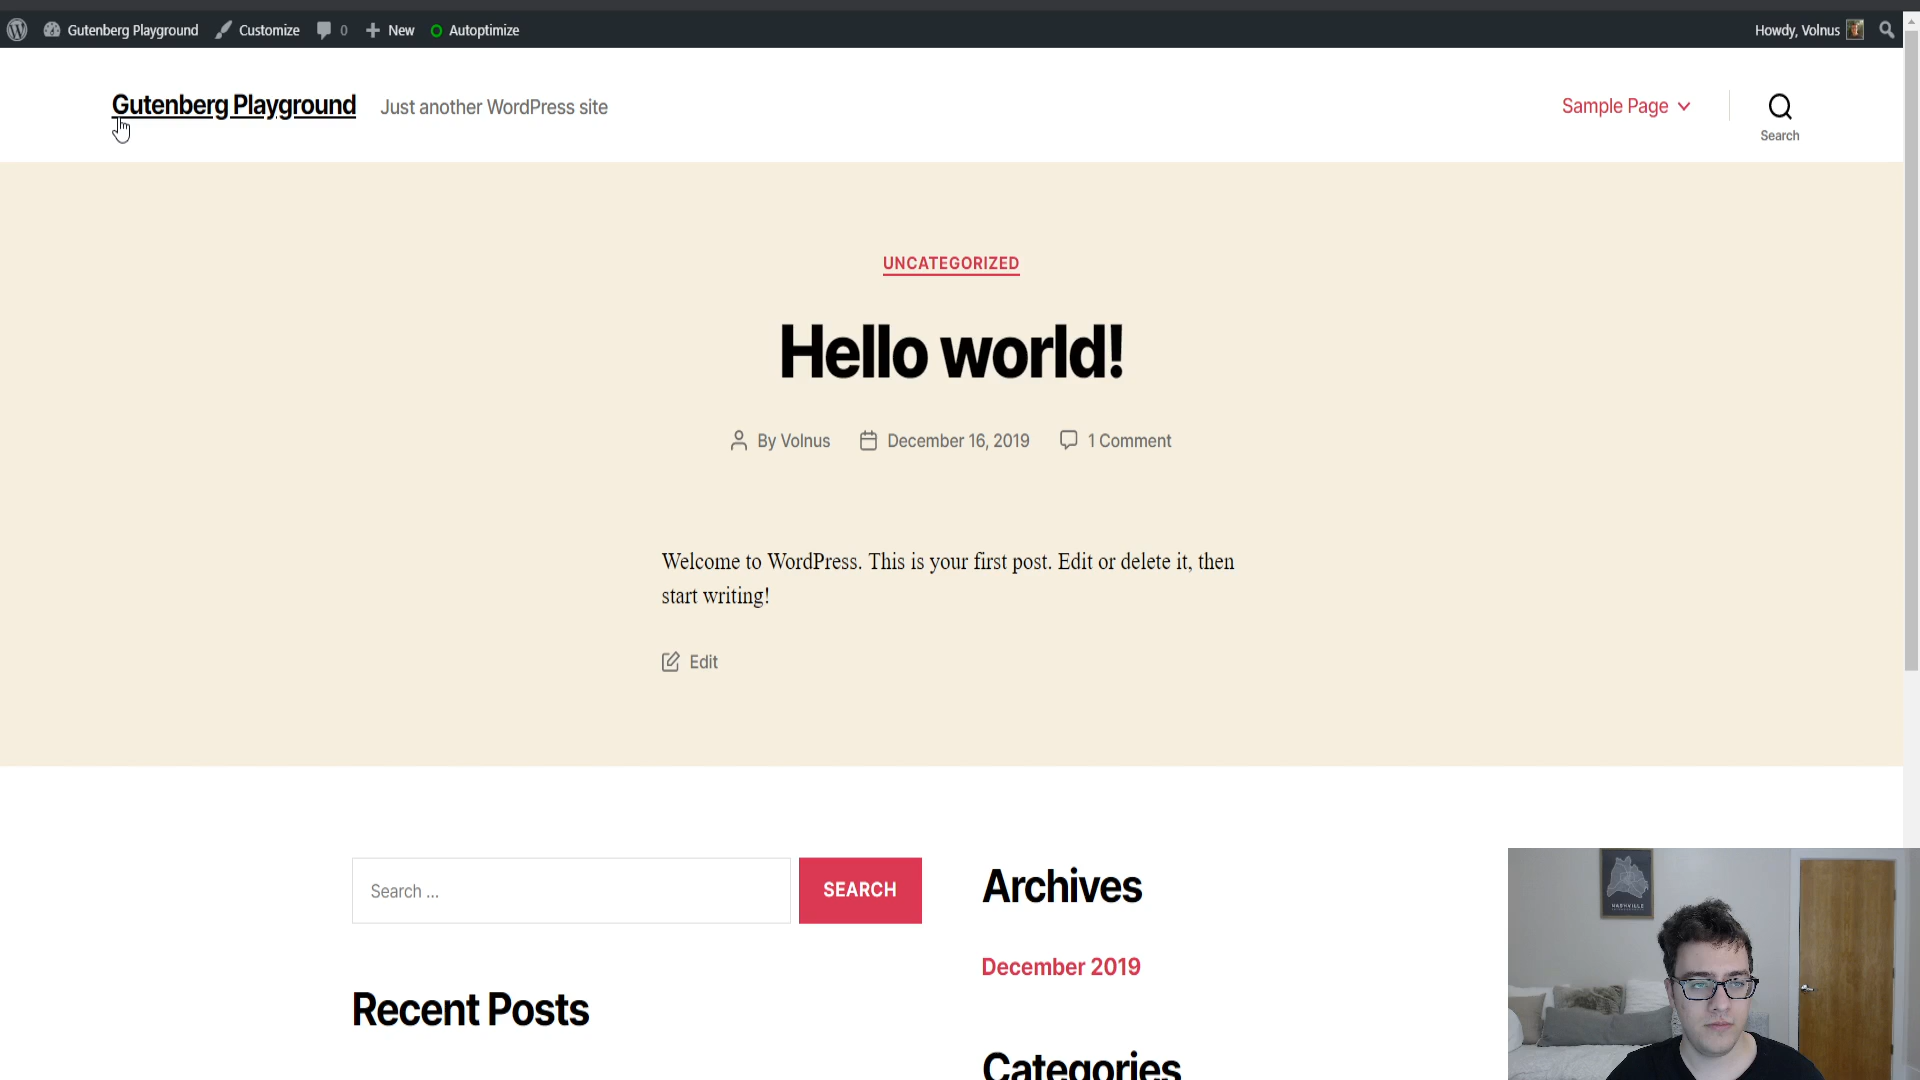 Gutenberg Playground Customize 0 New Autoptimize Howdy, Volnus
Gutenberg Playground Just another WordPress site Sample Page
Search
UNCATEGORIZED
Hello world!
By Volnus December 16, 2019 1 Comment
Welcome to WordPress. This is your first post. Edit or delete it, then
start writing!
Edit
Search ...
SEARCH
Recent Posts
Archives
December 2019
Categories
NASHVILLE